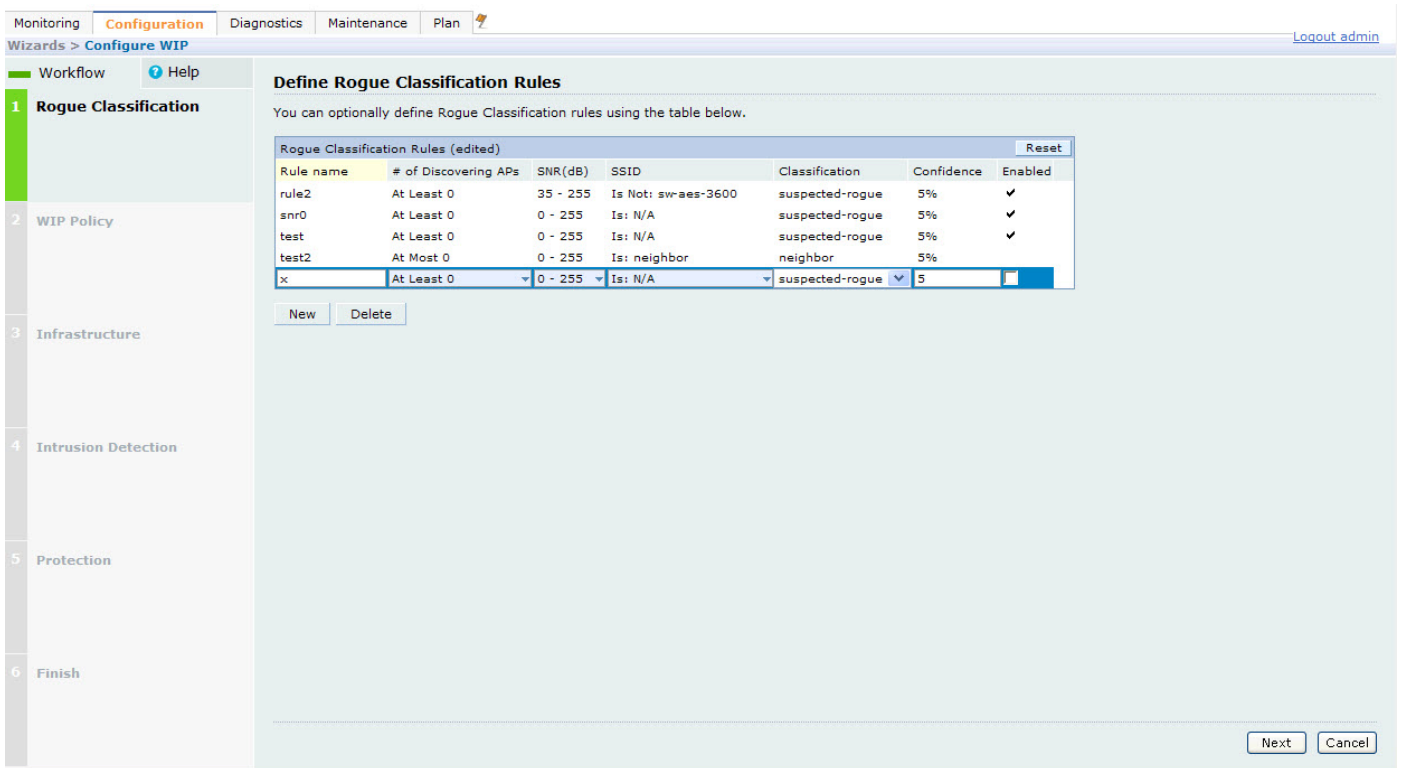 Monitoring Configuration Diagnostics Maintenance Plan
Logout admin
Wizards > Configure WIP
Workflow Help
1 Rogue Classification
2 WIP Policy
3 Infrastructure
4 Intrusion Detection
5 Protection
6 Finish
Define Rogue Classification Rules
You can optionally define Rogue Classification rules using the table below.
Rogue Classification Rules (edited) Reset
Rule name # of Discovering APs SNR(dB) SSID Classification Confidence Enabled
rule2 At Least 0 35 - 255 Is Not: sw-aes-3600 suspected-rogue 5%
snr0 At Least 0 0 - 255 Is: N/A suspected-rogue 5%
test At Least 0 0 - 255 Is: N/A suspected-rogue 5%
test2 At Most 0 0 - 255 Is: neighbor neighbor 5%
x At Least 0 0 - 255 Is: N/A suspected-rogue 5
New Delete
Next Cancel